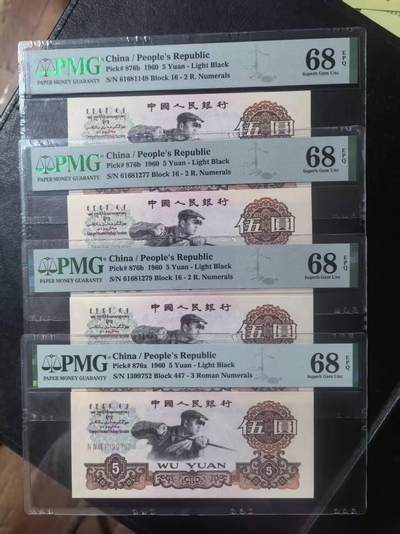 PMG
PAPER MONEY GUARANTY
China / People's Republic
Pick# 876b 1960 5 Yuan - Light Black
S/N 61681148 Block 16 - 2 R. Numerals
68 EPQ
Superb Gem Unc
中國人民銀行
伍圓
PMG
PAPER MONEY GUARANTY
China / People's Republic
Pick# 876b 1960 5 Yuan - Light Black
S/N 61681277 Block 16 - 2 R. Numerals
68 EPQ
Superb Gem Unc
中國人民銀行
伍圓
PMG
PAPER MONEY GUARANTY
China / People's Republic
Pick# 876b 1960 5 Yuan - Light Black
S/N 61681279 Block 16 - 2 R. Numerals
68 EPQ
Superb Gem Unc
中國人民銀行
伍圓
PMG
PAPER MONEY GUARANTY
China / People's Republic
Pick# 876a 1960 5 Yuan - Light Black
S/N 1399752 Block 447 - 3 Roman Numerals
68 EPQ
Superb Gem Unc
中國人民銀行
伍圓
5
WU YUAN
5